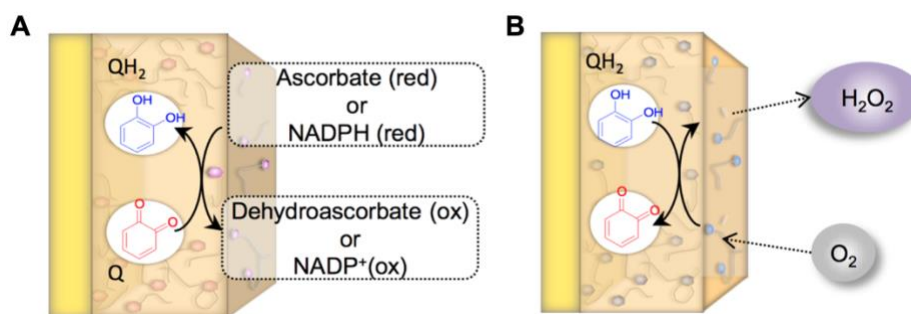 A
QH₂
OH
OH
Ascorbate (red)
or
NADPH (red)
O
O
Q
Dehydroascorbate (ox)
or
NADP⁺(ox)
B
QH₂
OH
OH
O
O
H₂O₂
O₂